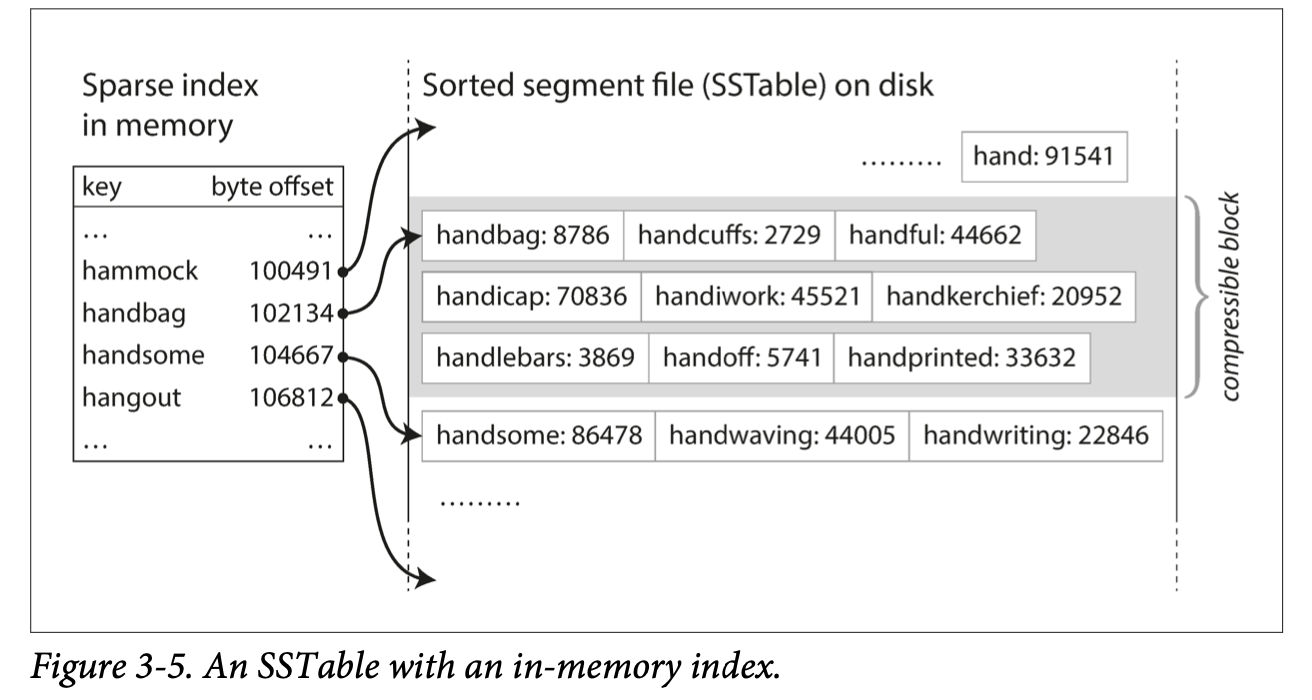 Sparse index
in memory
key byte offset
... ...
hammock 100491
handbag 102134
handsome 104667
hangout 106812
... ...
Sorted segment file (SSTable) on disk
......... hand: 91541
handbag: 8786 handcuffs: 2729 handful: 44662
handicap: 70836 handiwork: 45521 handkerchief: 20952
handlebars: 3869 handoff: 5741 handprinted: 33632
handsome: 86478 handwaving: 44005 handwriting: 22846
.........
compressible block
Figure 3-5. An SSTable with an in-memory index.